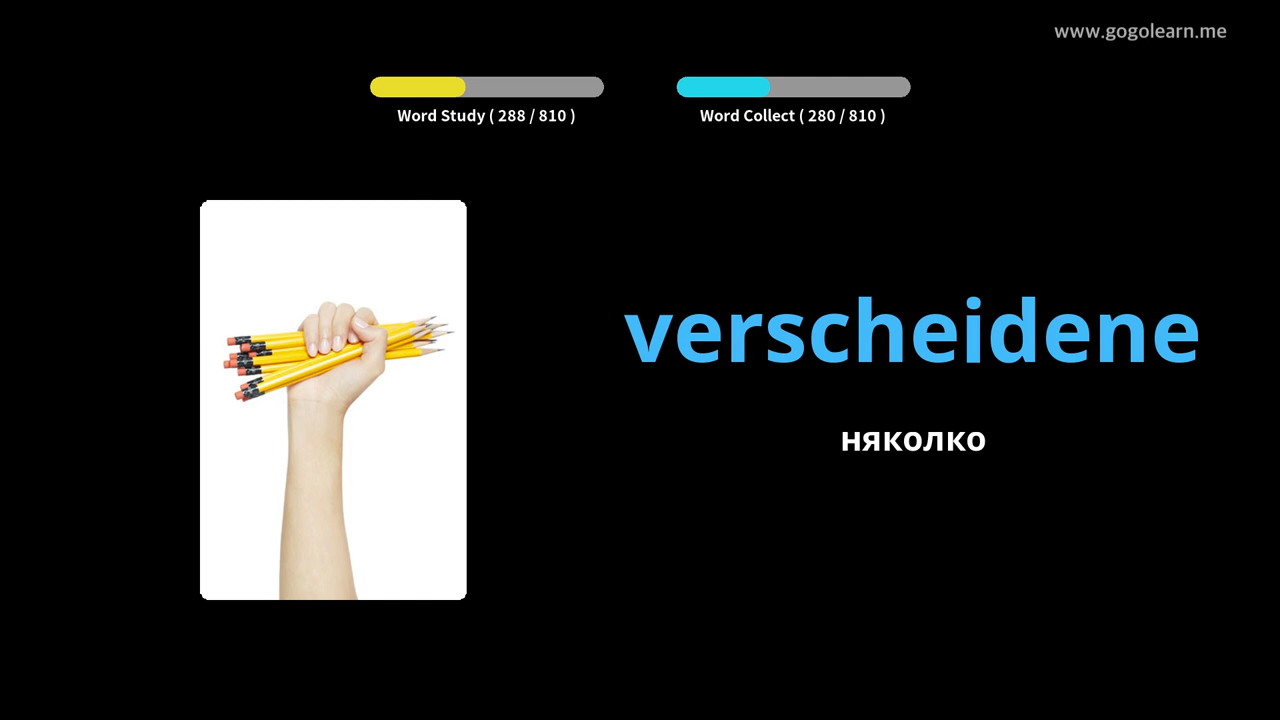 www.gogolearn.me
Word Study ( 288 / 810 )
Word Collect ( 280 / 810 )
verscheidene
няколко